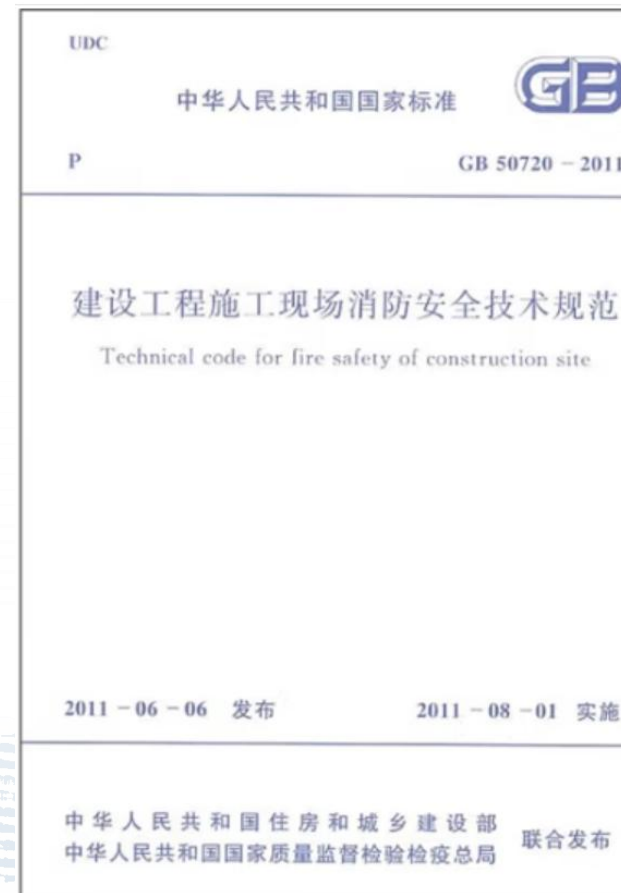 UDC
中华人民共和国国家标准
GB
P
GB 50720 － 2011
建设工程施工现场消防安全技术规范
Technical code for fire safety of construction site
2011 － 06 － 06 发布
2011 － 08 － 01 实施
中华人民共和国住房和城乡建设部
中华人民共和国国家质量监督检验检疫总局
联合发布